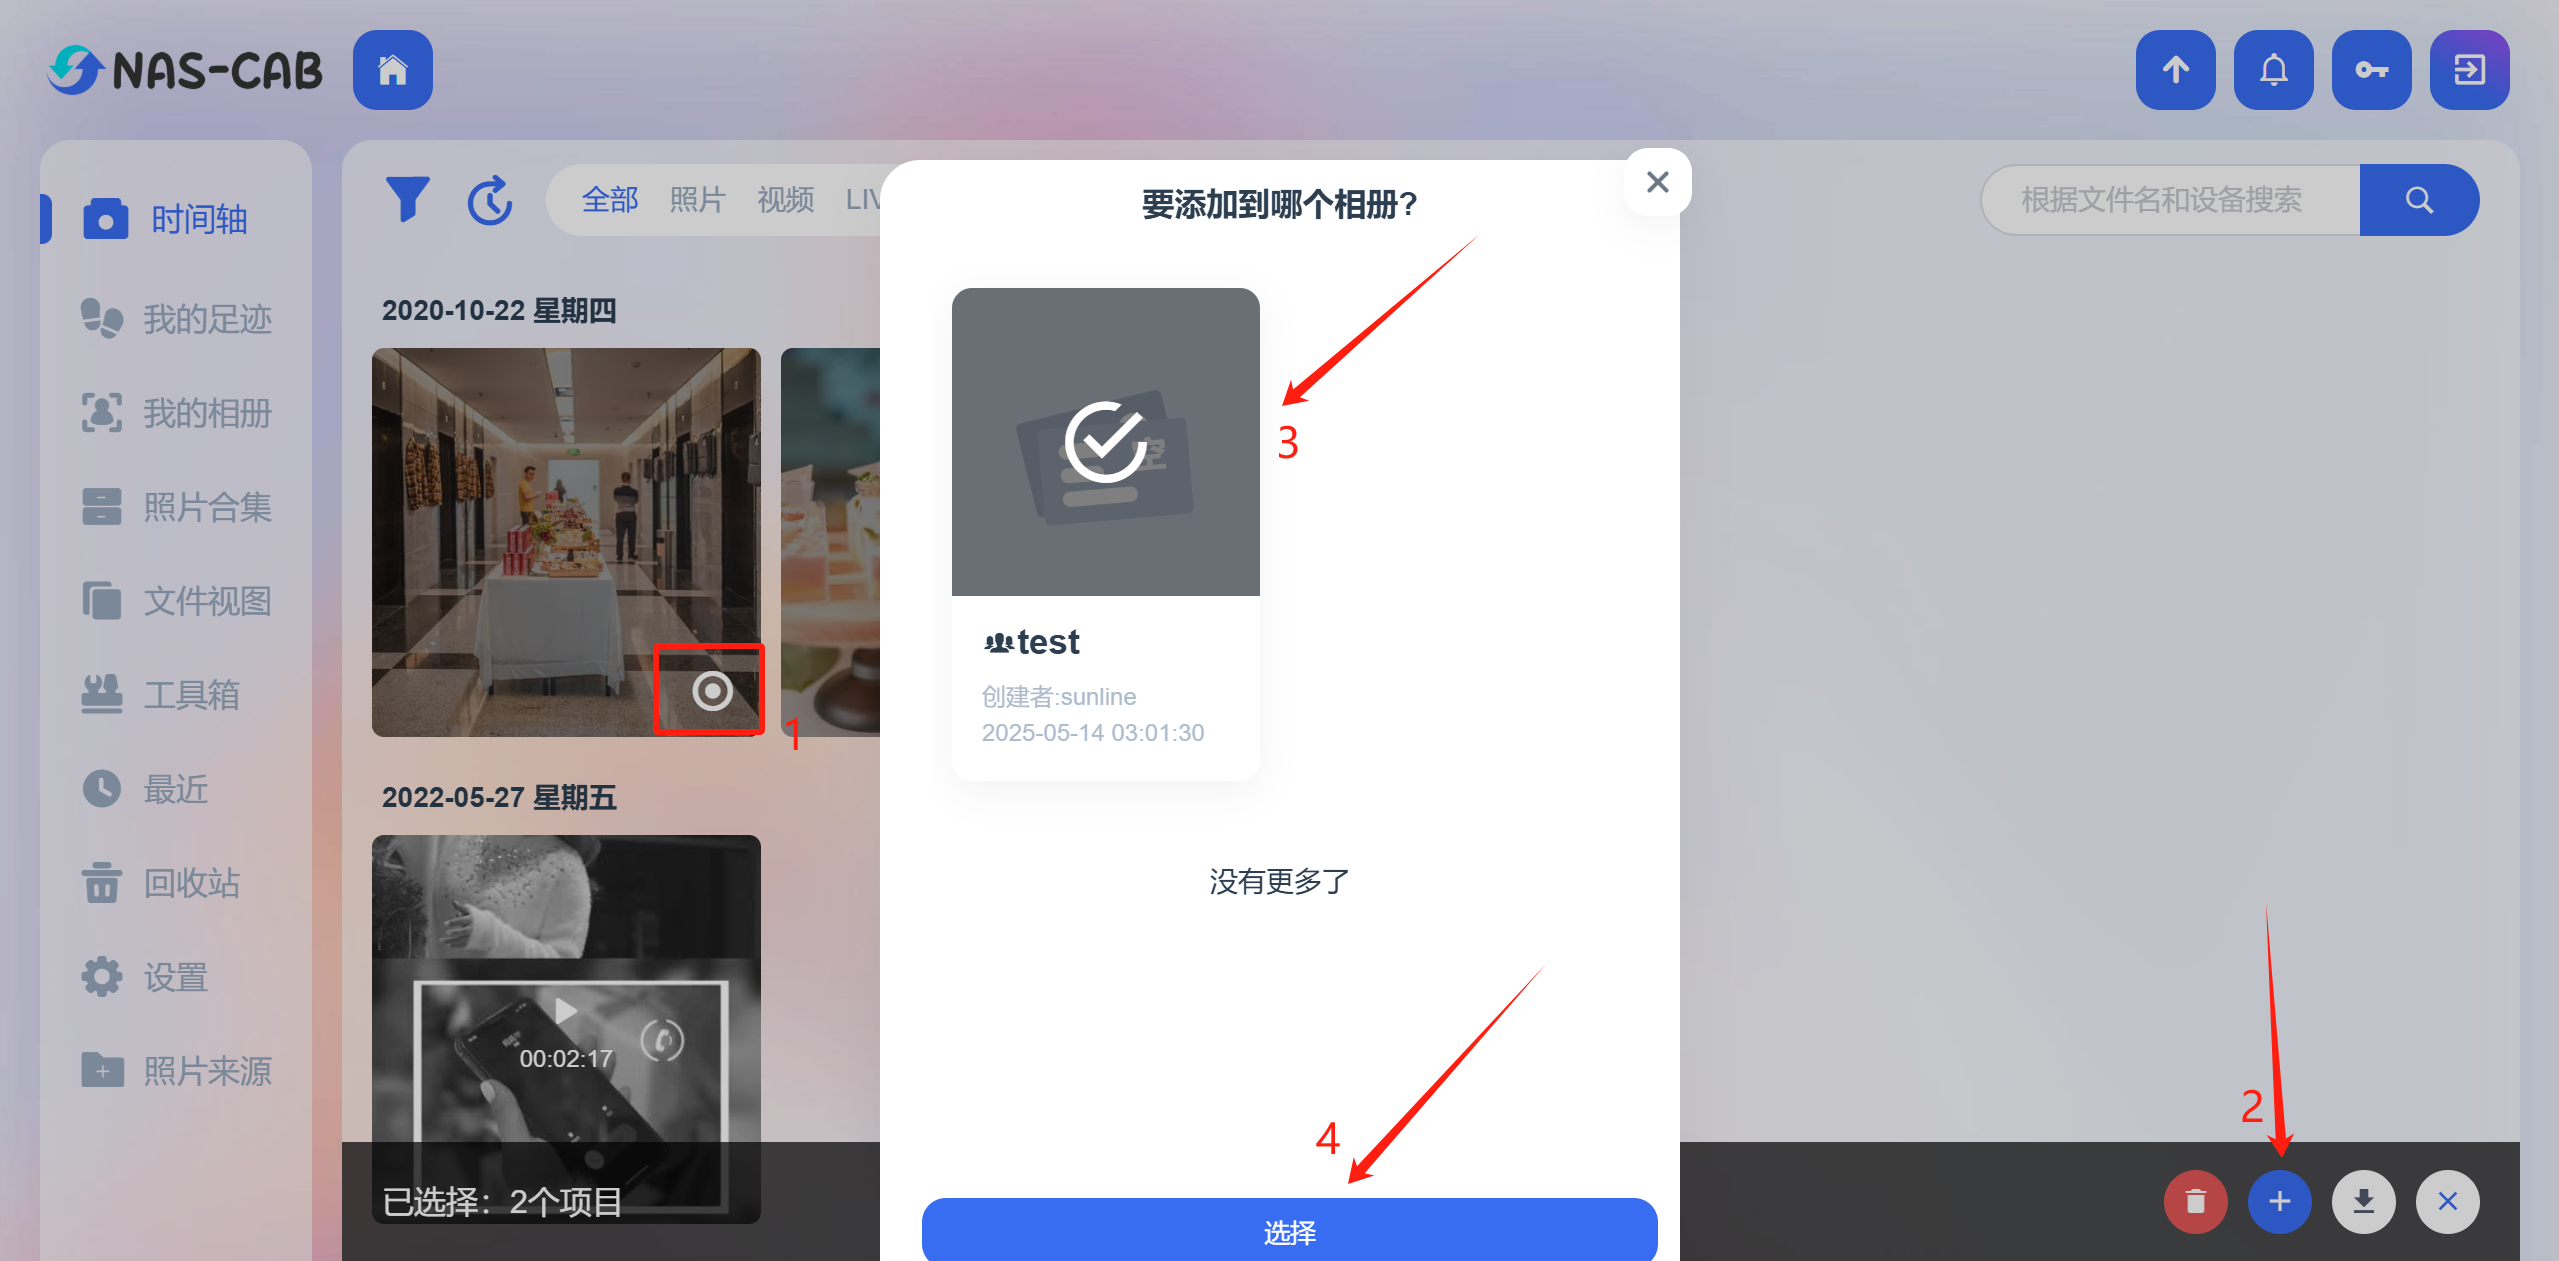 NAS-CAB
时间轴
我的足迹
我的相册
照片合集
文件视图
工具箱
最近
回收站
设置
照片来源
全部 照片 视频 LIV
根据文件名和设备搜索
2020-10-22 星期四
1
2022-05-27 星期五
00:02:17
已选择：2个项目
要添加到哪个相册?
空
3
test
创建者:sunline
2025-05-14 03:01:30
没有更多了
4
选择
2